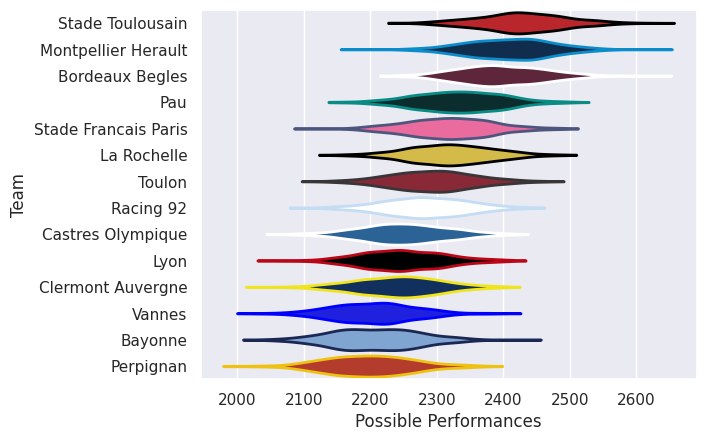 Stade Toulousain
Montpellier Herault
Bordeaux Begles
Pau
Stade Francais Paris
La Rochelle
Toulon
Racing 92
Castres Olympique
Lyon
Clermont Auvergne
Vannes
Bayonne
Perpignan
Team
2000 2100 2200 2300 2400 2500 2600
Possible Performances